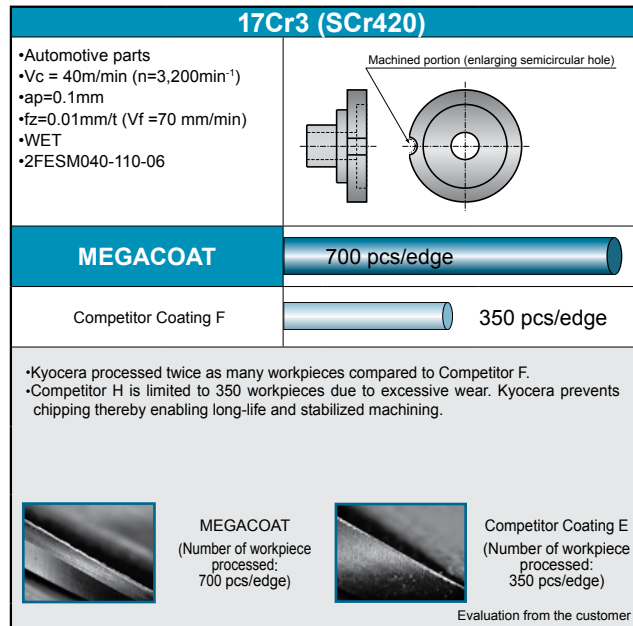 17Cr3 (SCr420)
•Automotive parts
•Vc = 40m/min (n=3,200min⁻¹)
•ap=0.1mm
•fz=0.01mm/t (Vf =70 mm/min)
•WET
•2FESM040-110-06
Machined portion (enlarging semicircular hole)
MEGACOAT
700 pcs/edge
Competitor Coating F
350 pcs/edge
•Kyocera processed twice as many workpieces compared to Competitor F.
•Competitor H is limited to 350 workpieces due to excessive wear. Kyocera prevents
chipping thereby enabling long-life and stabilized machining.
MEGACOAT
(Number of workpiece
processed:
700 pcs/edge)
Competitor Coating E
(Number of workpiece
processed:
350 pcs/edge)
Evaluation from the customer